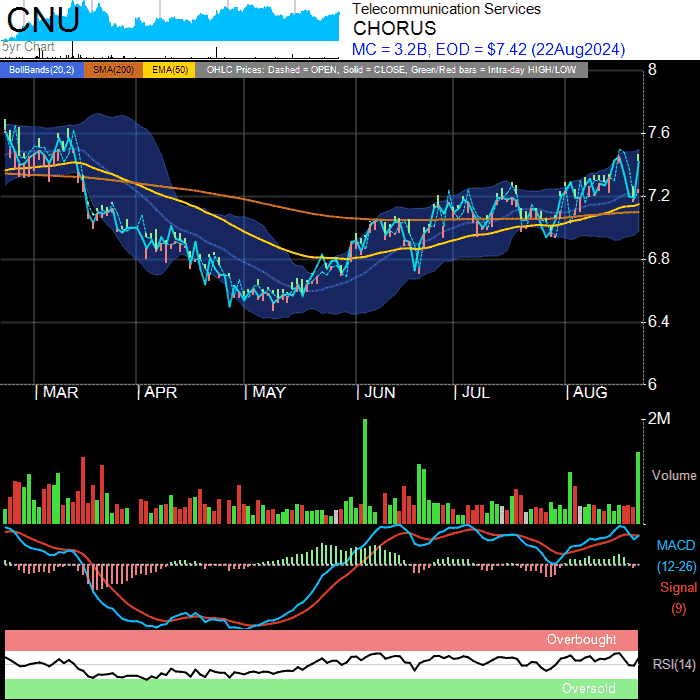 CNU
5yr Chart
Telecommunication Services
CHORUS
MC = 3.2B, EOD = $7.42 (22Aug2024)
BollBands(20,2) SMA(200) EMA(50) OHLC Prices: Dashed = OPEN, Solid = CLOSE, Green/Red bars = Intra-day HIGH/LOW
8
7.6
7.2
6.8
6.4
6
| MAR | APR | MAY | JUN | JUL | AUG
2M
Volume
MACD
(12-26)
Signal
(9)
Overbought
RSI(14)
Oversold